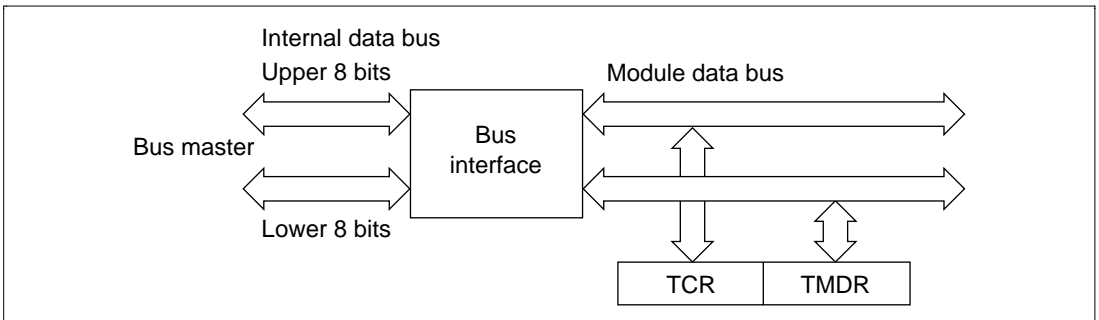 Internal data bus
Upper 8 bits
Module data bus
Bus master
Bus
interface
Lower 8 bits
TCR
TMDR